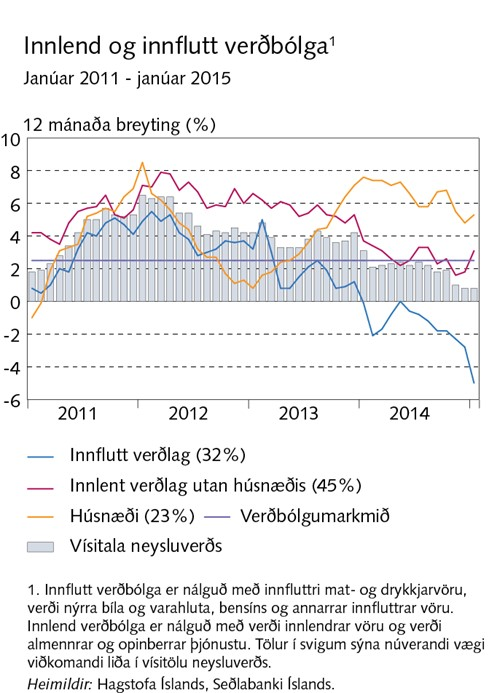 Innlend og innflutt verðbólga¹
Janúar 2011 - janúar 2015
12 mánaða breyting (%)
10
8
6
4
2
0
-2
-4
-6
2011 2012 2013 2014
Innflutt verðlag (32%)
Innlent verðlag utan húsnæðis (45%)
Húsnæði (23%) Verðbólgumarkmið
Vísitala neysluverðs
1. Innflutt verðbólga er nálguð með innfluttri mat- og drykkjarvöru,
verði nýrra bíla og varahluta, bensíns og annarrar innfluttrar vöru.
Innlend verðbólga er nálguð með verði innlendrar vöru og verði
almennrar og opinberrar þjónustu. Tölur í svigum sýna núverandi vægi
viðkomandi liða í vísitölu neysluverðs.
Heimildir: Hagstofa Íslands, Seðlabanki Íslands.